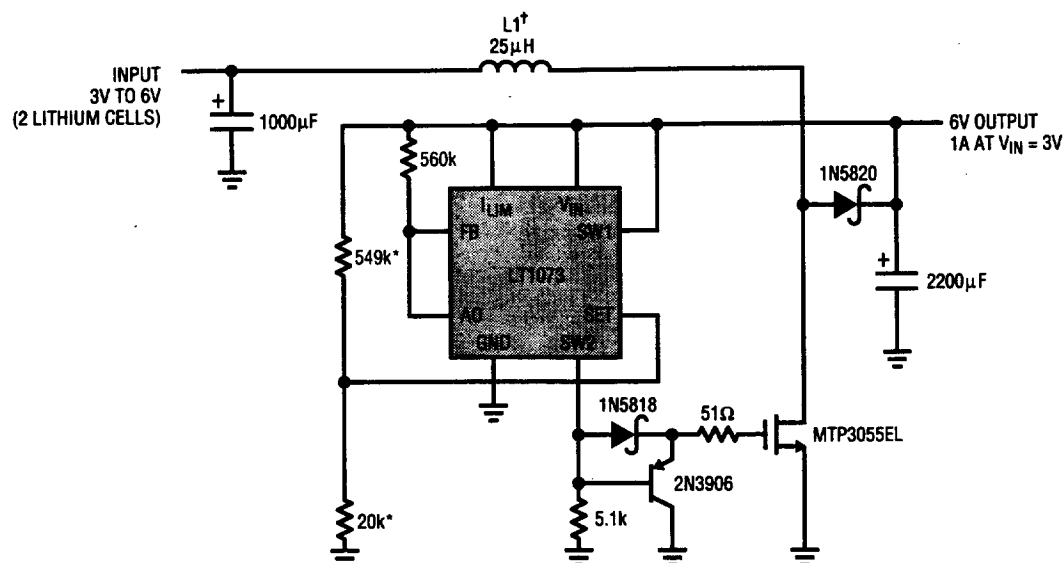 L1†
25µH
INPUT
3V TO 6V
(2 LITHIUM CELLS)
+
1000µF
6V OUTPUT
1A AT VIN = 3V
560k
1N5820
ILIM
VIN
FB
SW1
549k*
LT1073
+
2200µF
AO
SET
GND
SW2
1N5818
51Ω
MTP3055EL
2N3906
20k*
5.1k